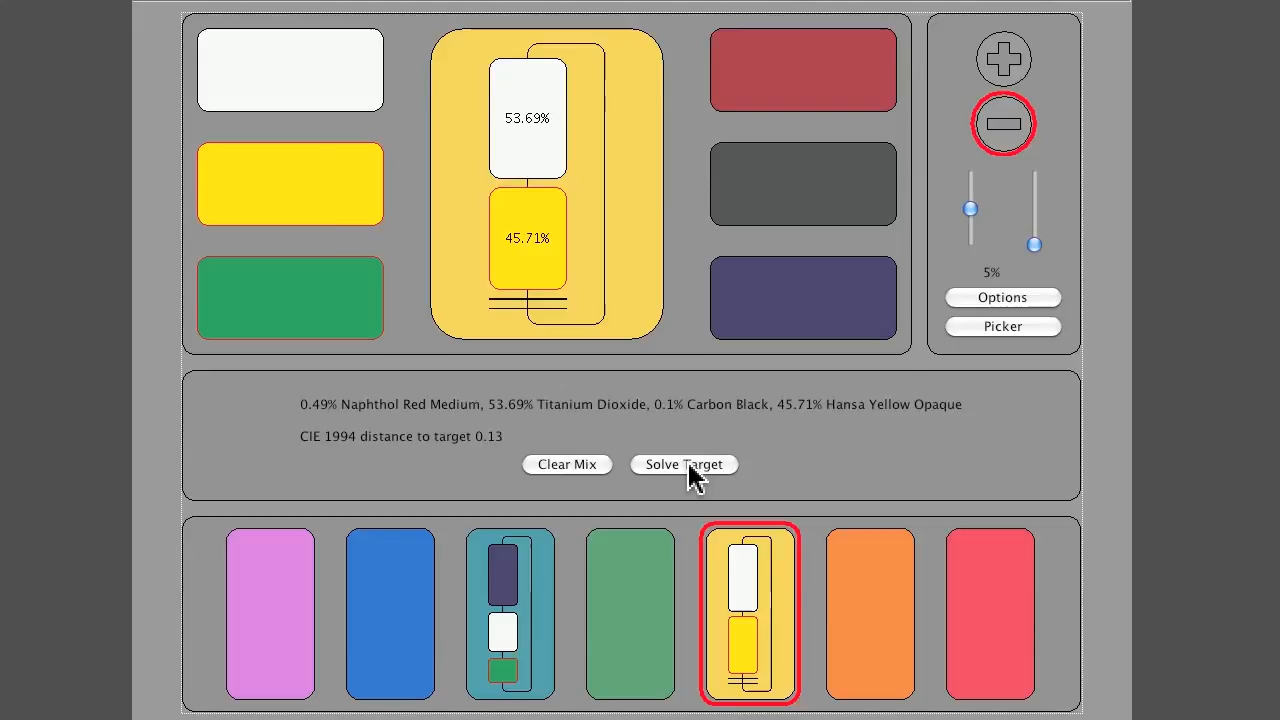 53.69%
45.71%
5%
Options
Picker
0.49% Naphthol Red Medium, 53.69% Titanium Dioxide, 0.1% Carbon Black, 45.71% Hansa Yellow Opaque
CIE 1994 distance to target 0.13
Clear Mix Solve Target